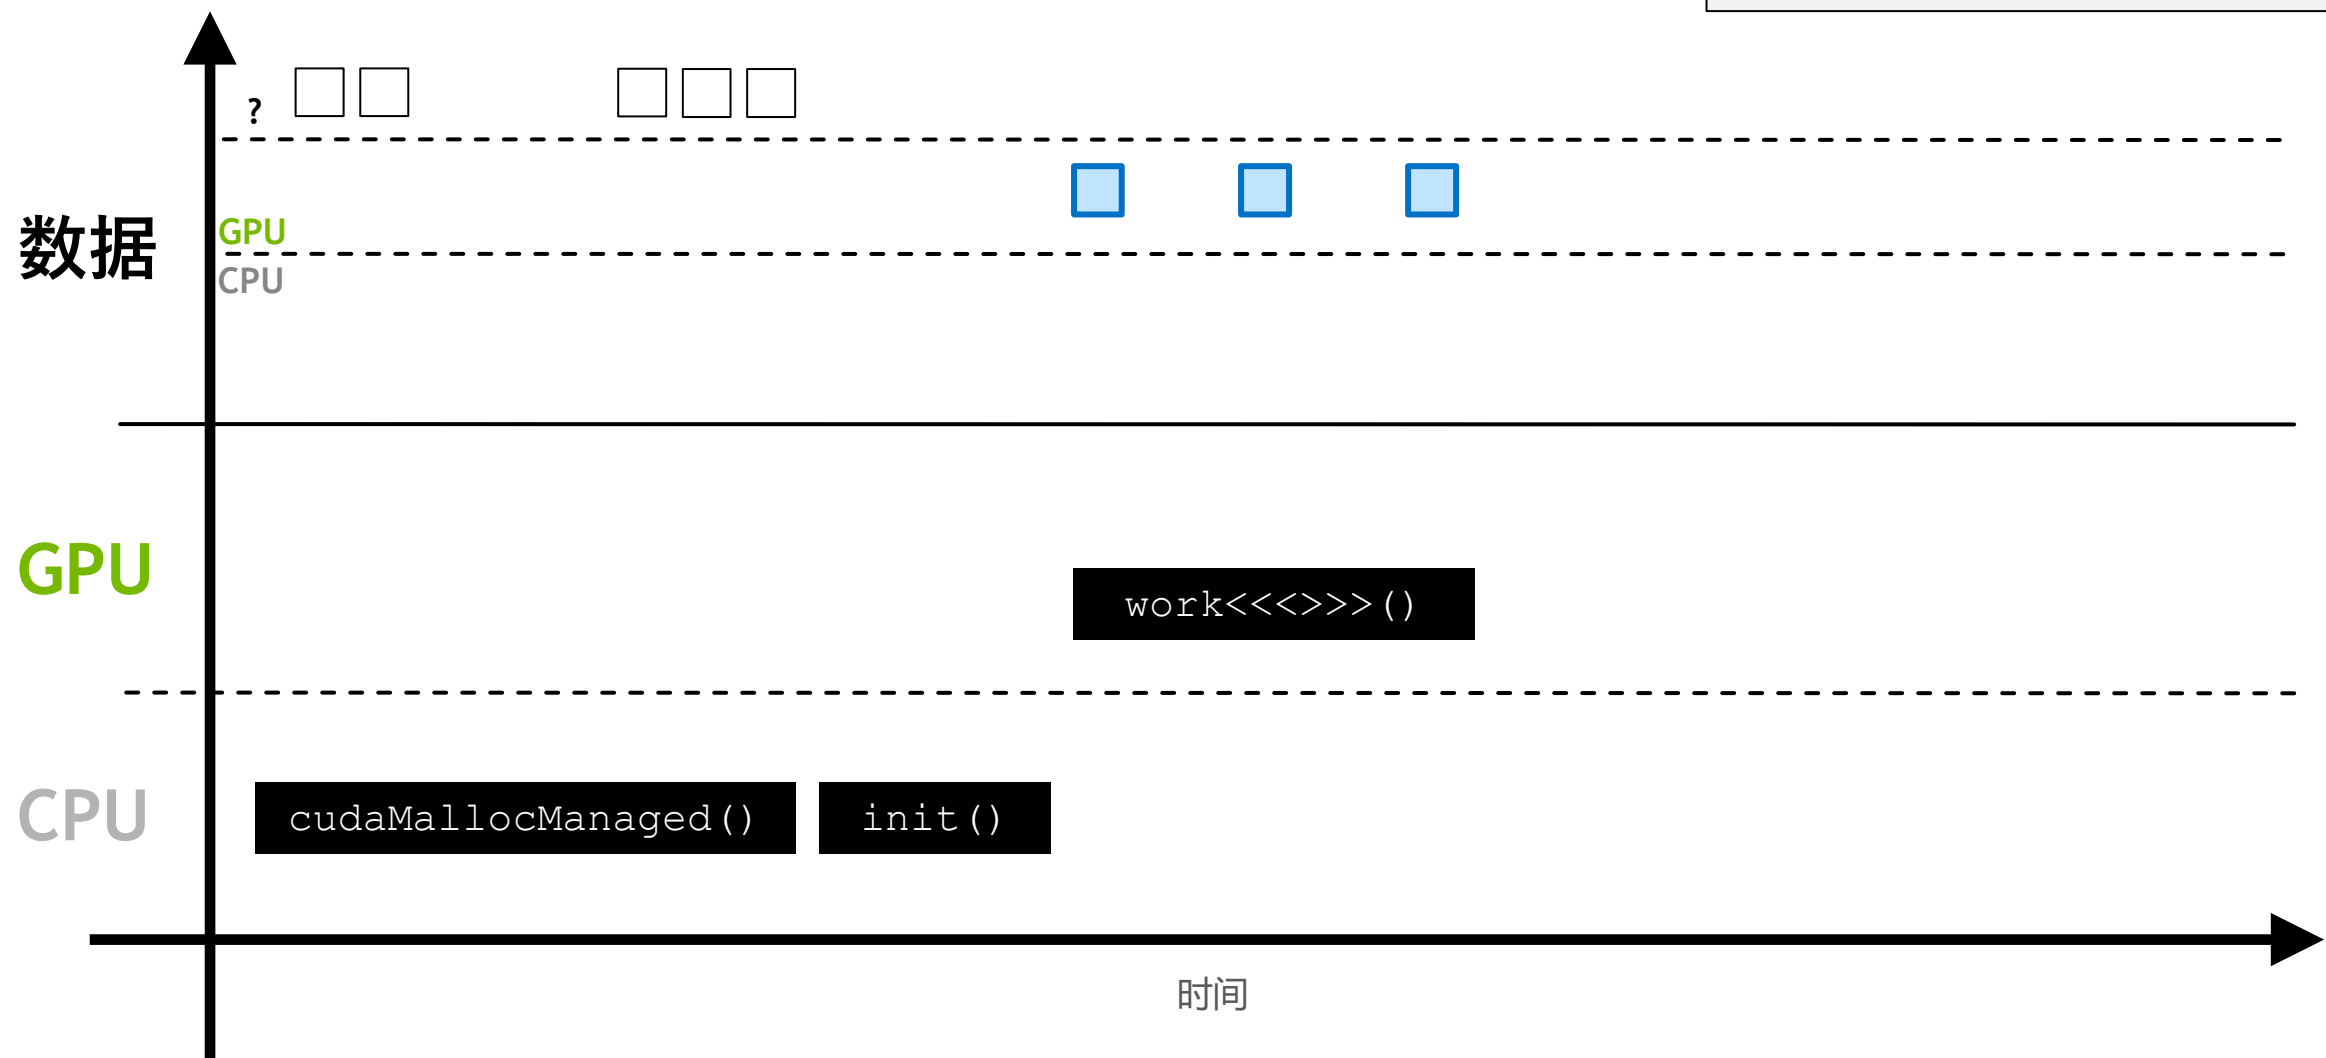 ?
数据
GPU
CPU
GPU
work<<<>>>()
CPU
cudaMallocManaged()
init()
时间